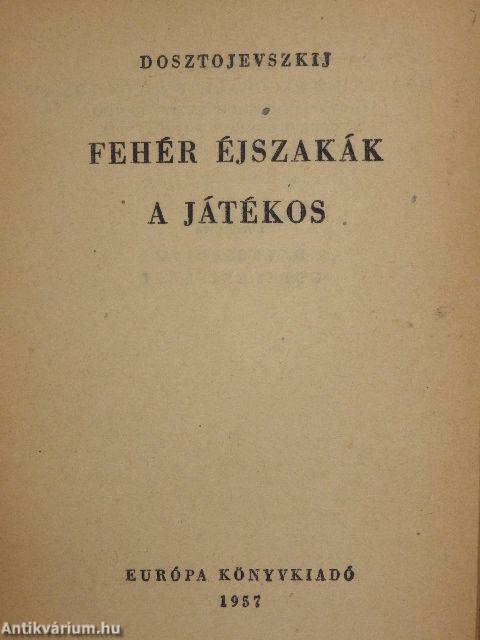 DOSZTOJEVSZKIJ
FEHÉR ÉJSZAKÁK
A JÁTÉKOS
EURÓPA KÖNYVKIADÓ
1957
Antikvárium.hu